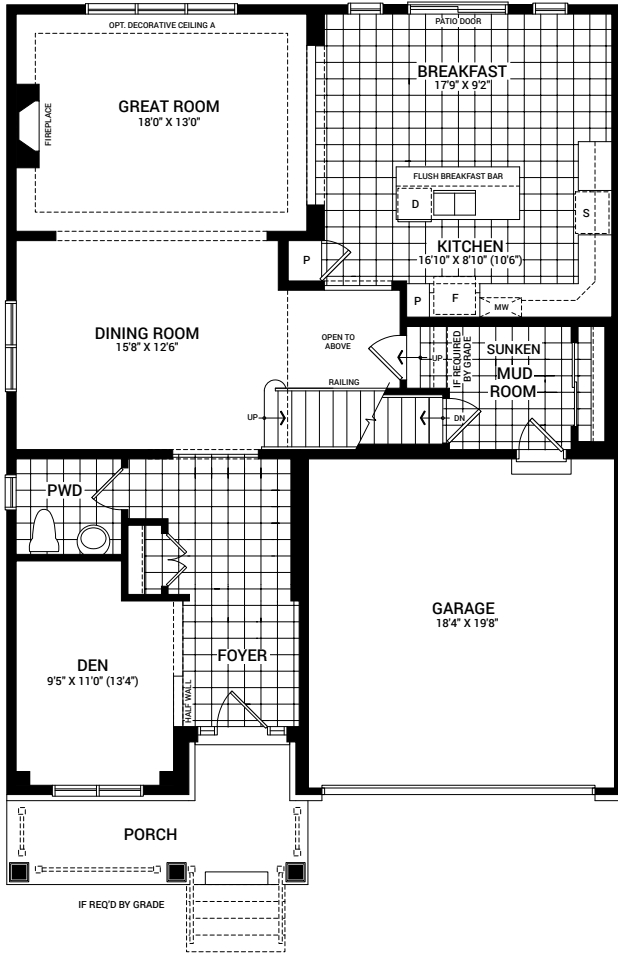 OPT. DECORATIVE CEILING A
PATIO DOOR
GREAT ROOM
18'0" X 13'0"
FIREPLACE
BREAKFAST
17'9" X 9'2"
FLUSH BREAKFAST BAR
D
S
KITCHEN
16'10" X 8'10" (10'6")
P
P
F
MW
DINING ROOM
15'8" X 12'6"
OPEN TO
ABOVE
RAILING
UP
UP
DN
IF REQUIRED
BY GRADE
SUNKEN
MUD
ROOM
PWD
GARAGE
18'4" X 19'8"
DEN
9'5" X 11'0" (13'4")
FOYER
HALF WALL
PORCH
IF REQ'D BY GRADE